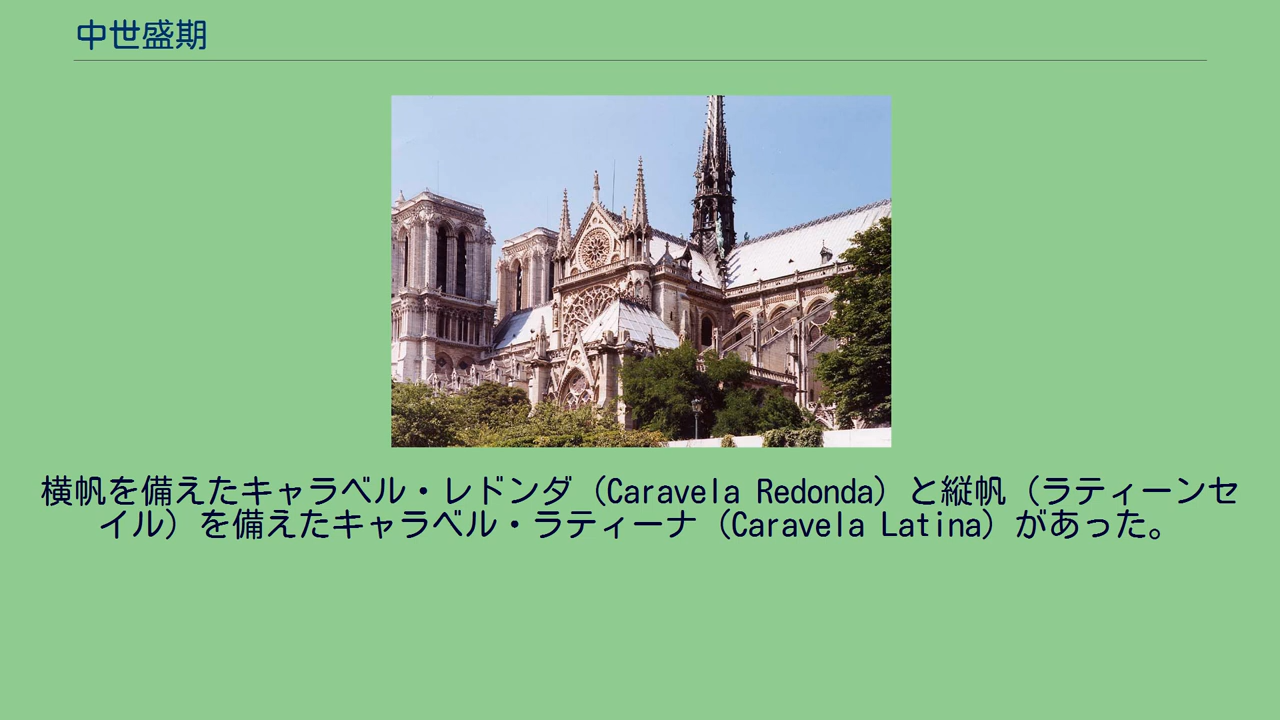 中世盛期
横帆を備えたキャラベル・レドンダ（Caravela Redonda）と縦帆（ラティーンセ
イル）を備えたキャラベル・ラティーナ（Caravela Latina）があった。